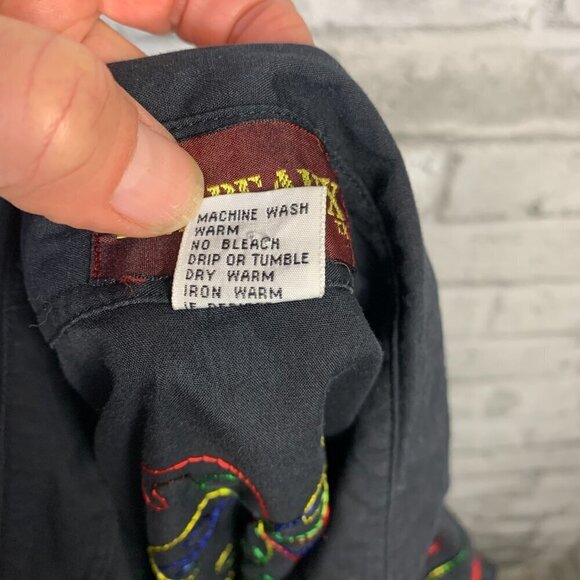 MACHINE WASH
WARM
NO BLEACH
DRIP OR TUMBLE
DRY WARM
IRON WARM